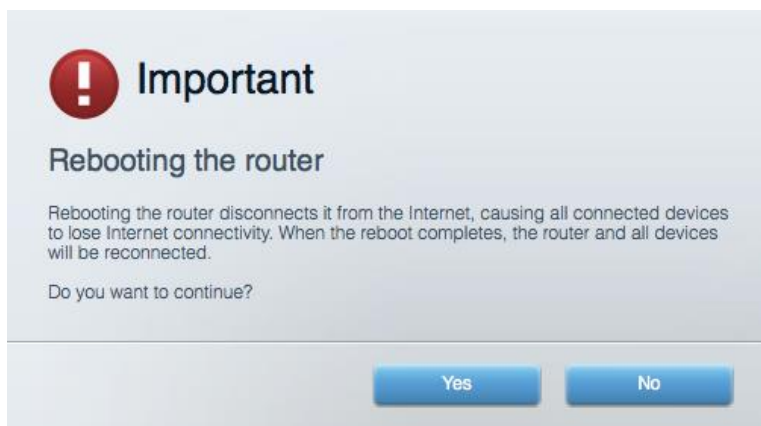 Important
Rebooting the router
Rebooting the router disconnects it from the Internet, causing all connected devices
to lose Internet connectivity. When the reboot completes, the router and all devices
will be reconnected.
Do you want to continue?
Yes No